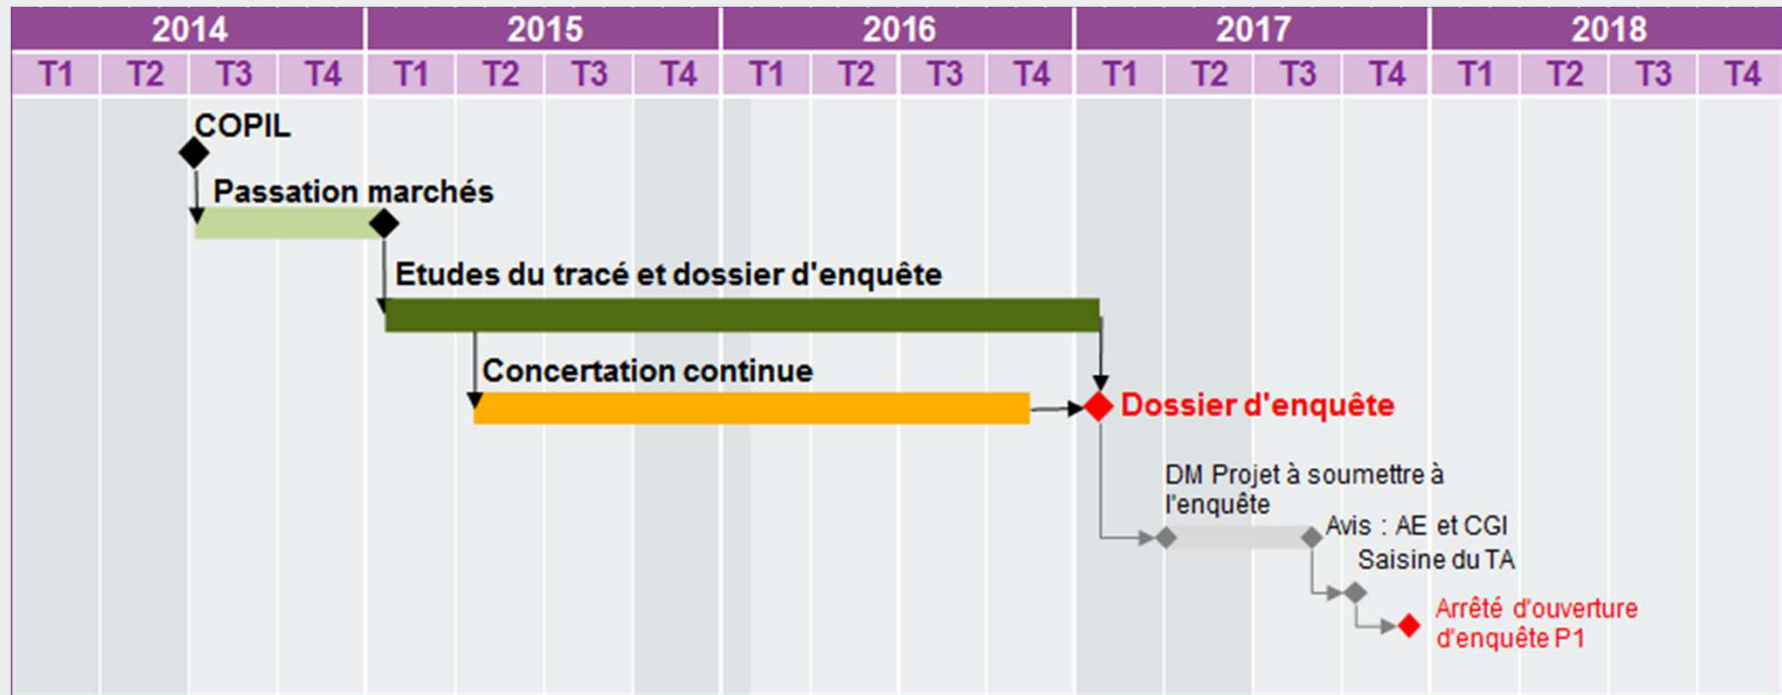 2014 2015 2016 2017 2018
T1 T2 T3 T4 T1 T2 T3 T4 T1 T2 T3 T4 T1 T2 T3 T4 T1 T2 T3 T4
COPIL
Passation marchés
Etudes du tracé et dossier d'enquête
Concertation continue
Dossier d'enquête
DM Projet à soumettre à
l'enquête
Avis : AE et CGI
Saisine du TA
Arrêté d'ouverture
d'enquête P1